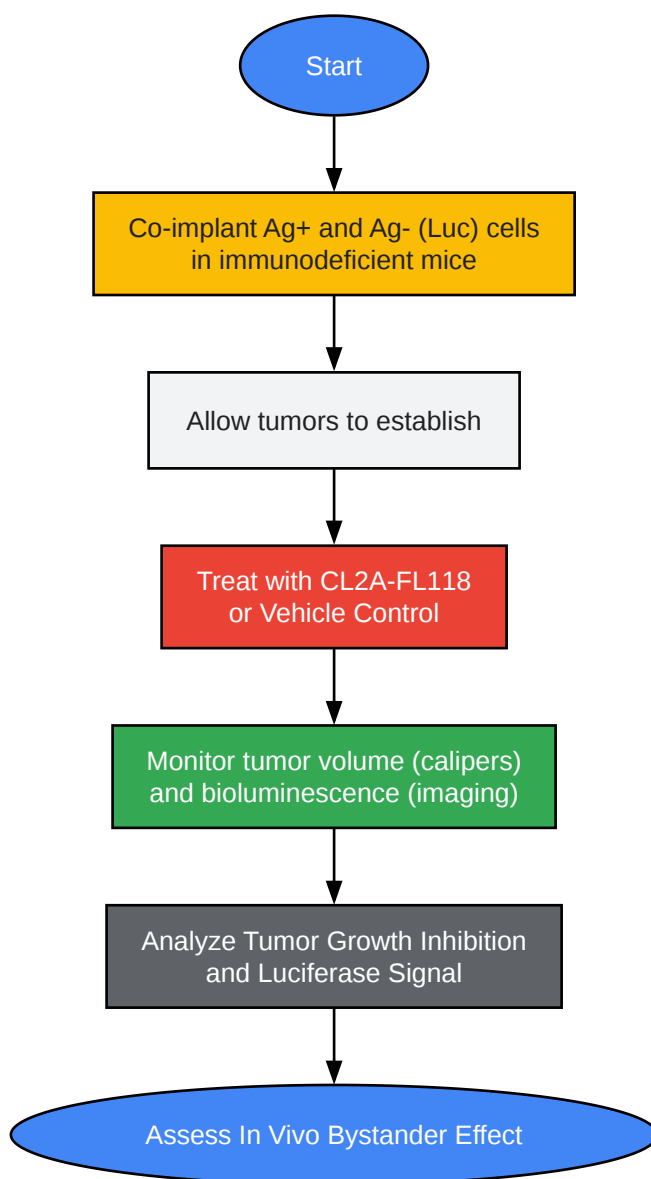 Start
Co-implant Ag+ and Ag- (Luc) cells
in immunodeficient mice
Allow tumors to establish
Treat with CL2A-FL118
or Vehicle Control
Monitor tumor volume (calipers)
and bioluminescence (imaging)
Analyze Tumor Growth Inhibition
and Luciferase Signal
Assess In Vivo Bystander Effect